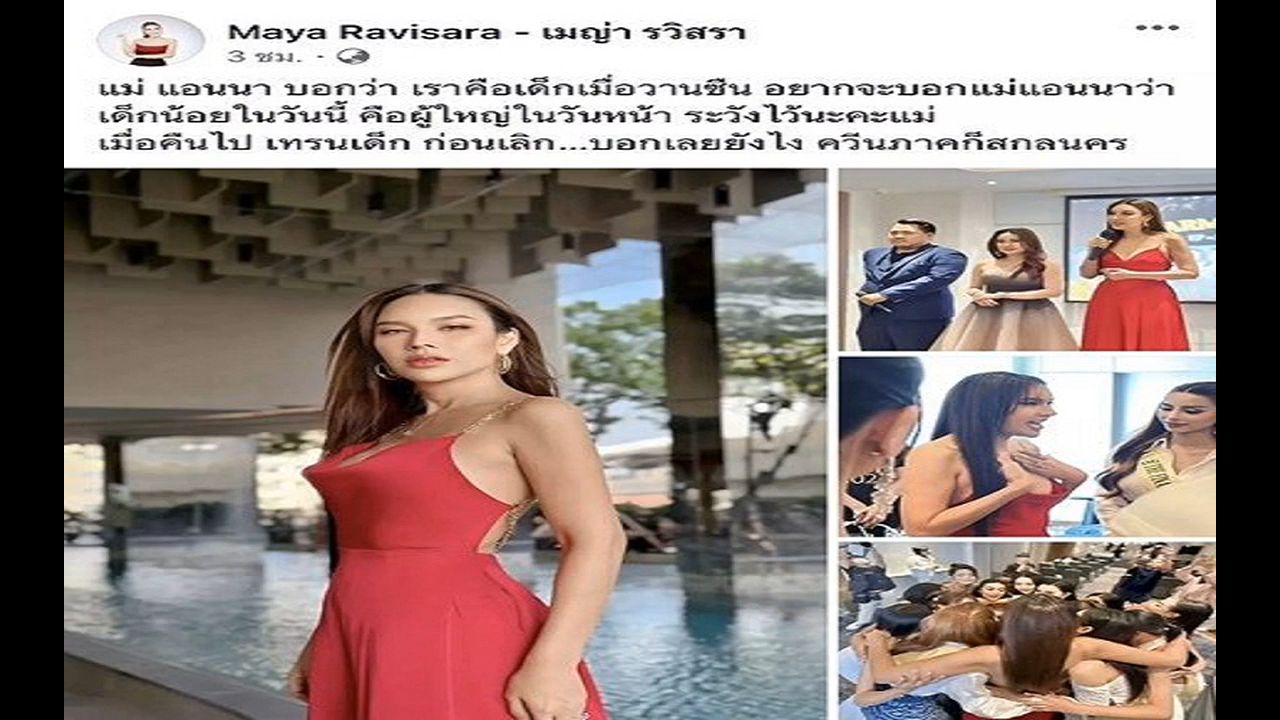 Maya Ravisara - เมญ่า รวิสรา
3 ชม. ·
แม่ แอนนา บอกว่า เราคือเด็กเมื่อวานซืน อยากจะบอกแม่แอนนาว่า
เด็กน้อยในวันนี้ คือผู้ใหญ่ในวันหน้า ระวังไว้นะคะแม่
เมื่อคืนไป เทรนเด็ก ก่อนเลิก...บอกเลยยังไง ควีนภาคก็สกลนคร